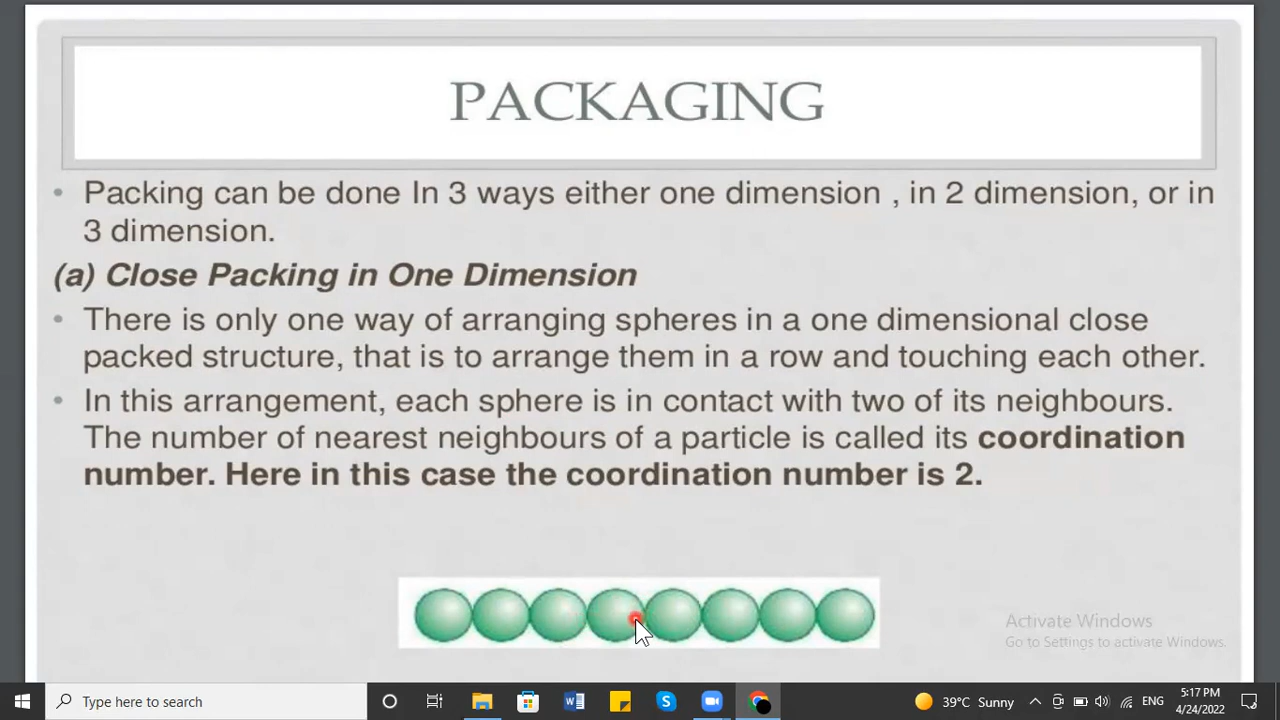 PACKAGING
• Packing can be done In 3 ways either one dimension , in 2 dimension, or in
3 dimension.
(a) Close Packing in One Dimension
• There is only one way of arranging spheres in a one dimensional close
packed structure, that is to arrange them in a row and touching each other.
• In this arrangement, each sphere is in contact with two of its neighbours.
The number of nearest neighbours of a particle is called its coordination
number. Here in this case the coordination number is 2.
Activate Windows
Go to Settings to activate Windows.
Type here to search
39°C Sunny
ENG
5:17 PM
4/24/2022